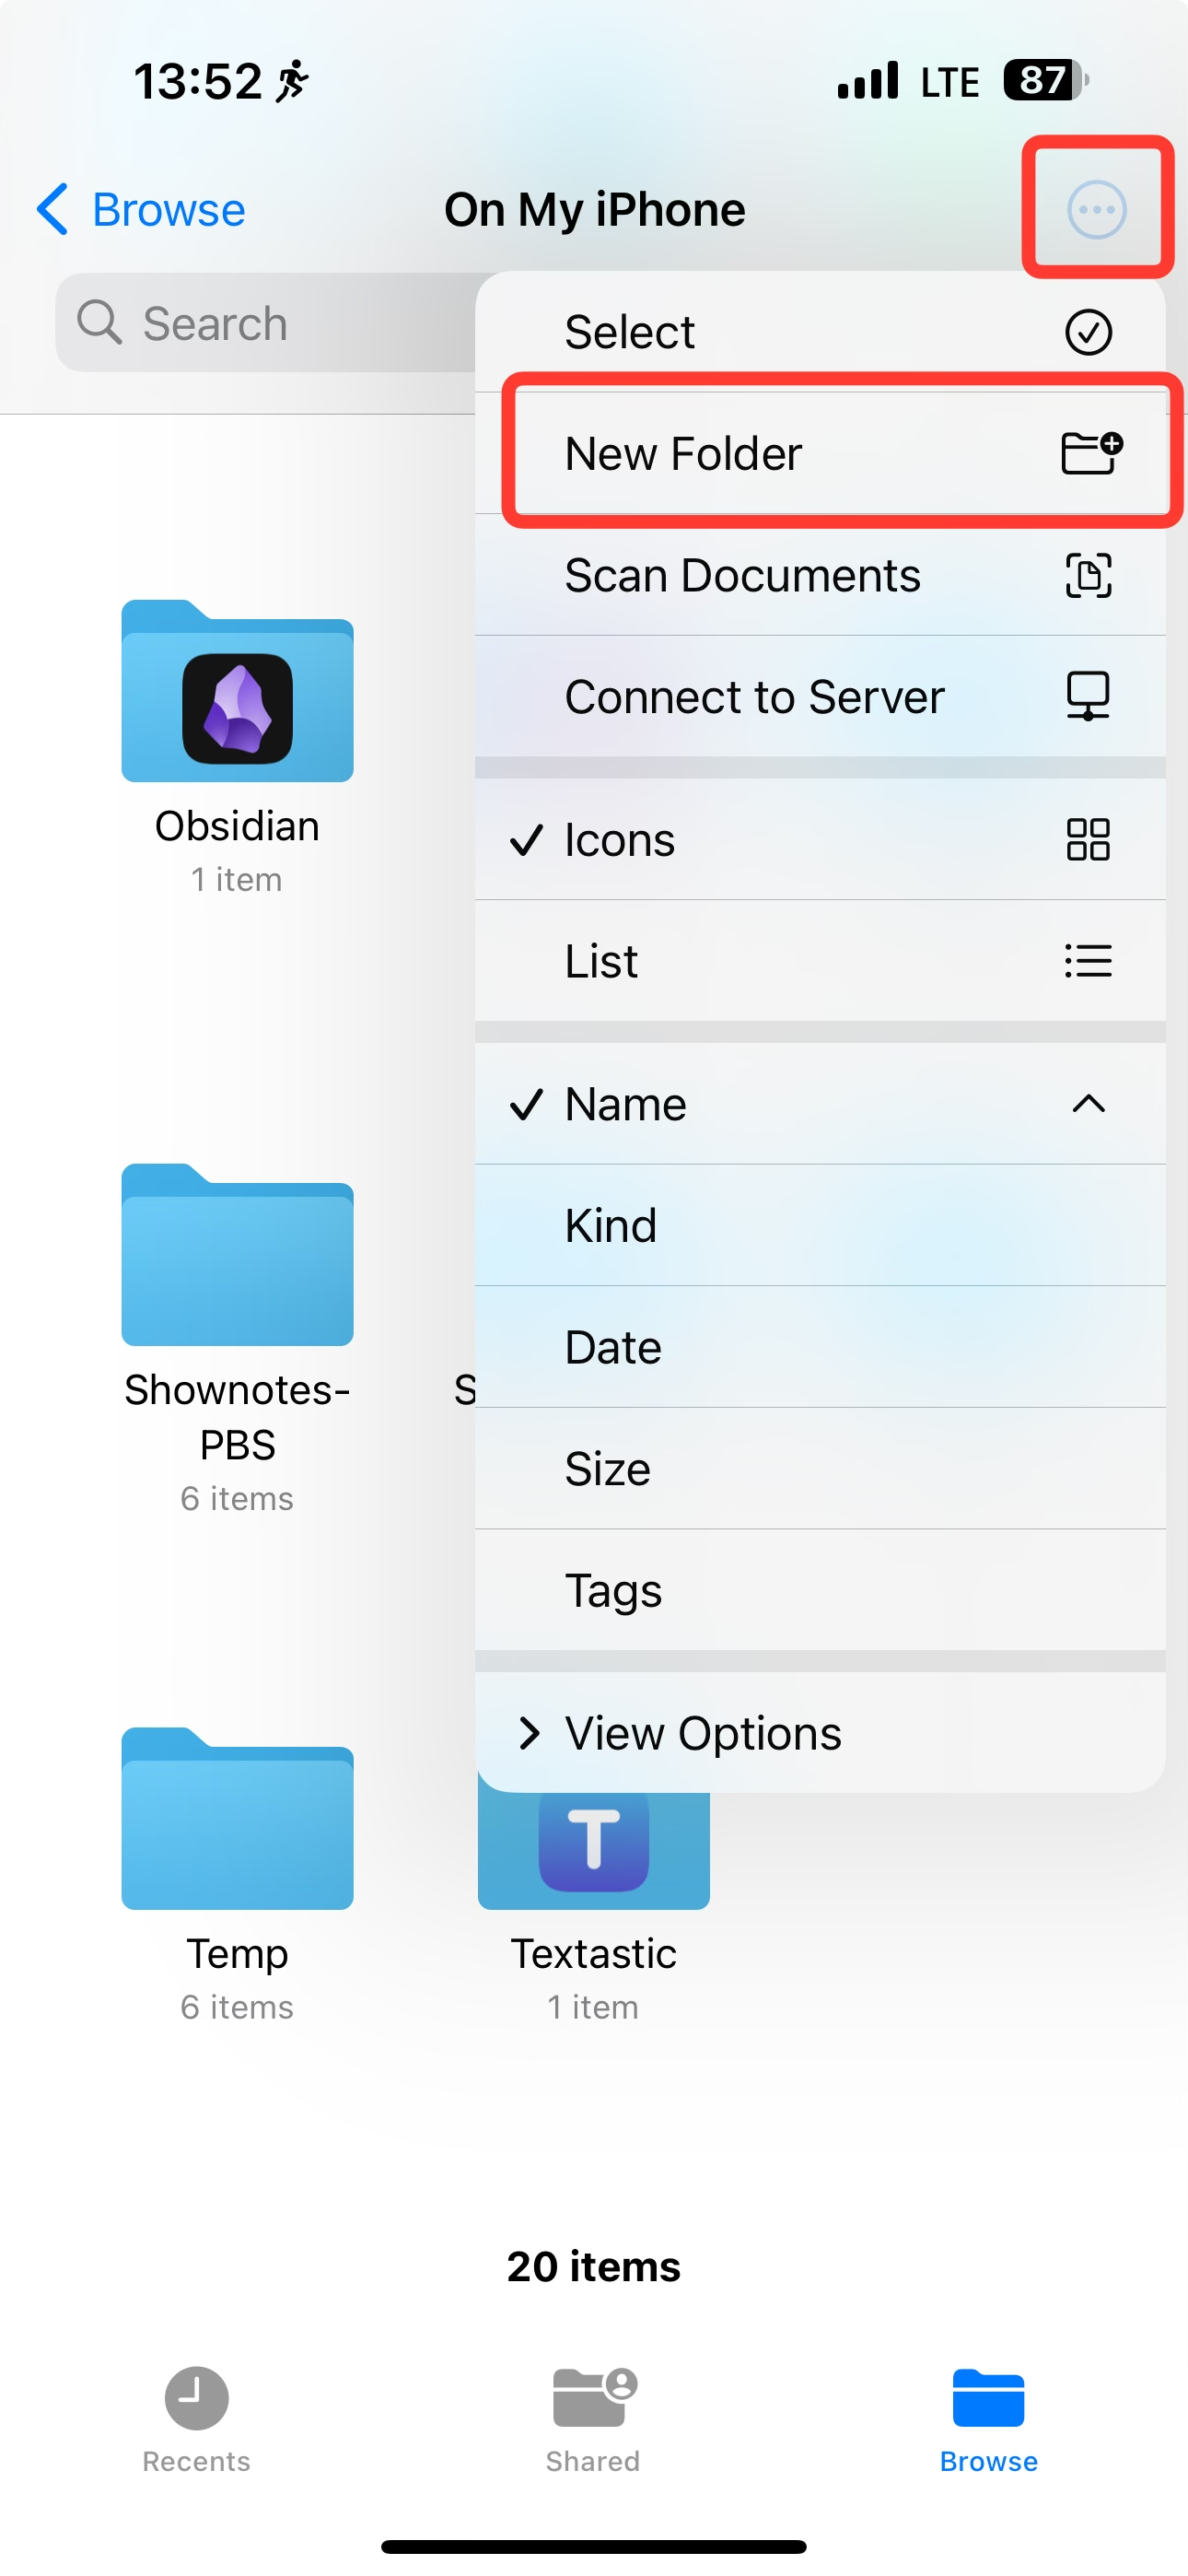 13:52
LTE 87
Browse
On My iPhone
Search
Select
New Folder
Scan Documents
Connect to Server
Icons
List
Name
Kind
Date
Size
Tags
View Options
Obsidian
1 item
Shownotes-
PBS
6 items
S
Temp
6 items
T
Textastic
1 item
20 items
Recents
Shared
Browse